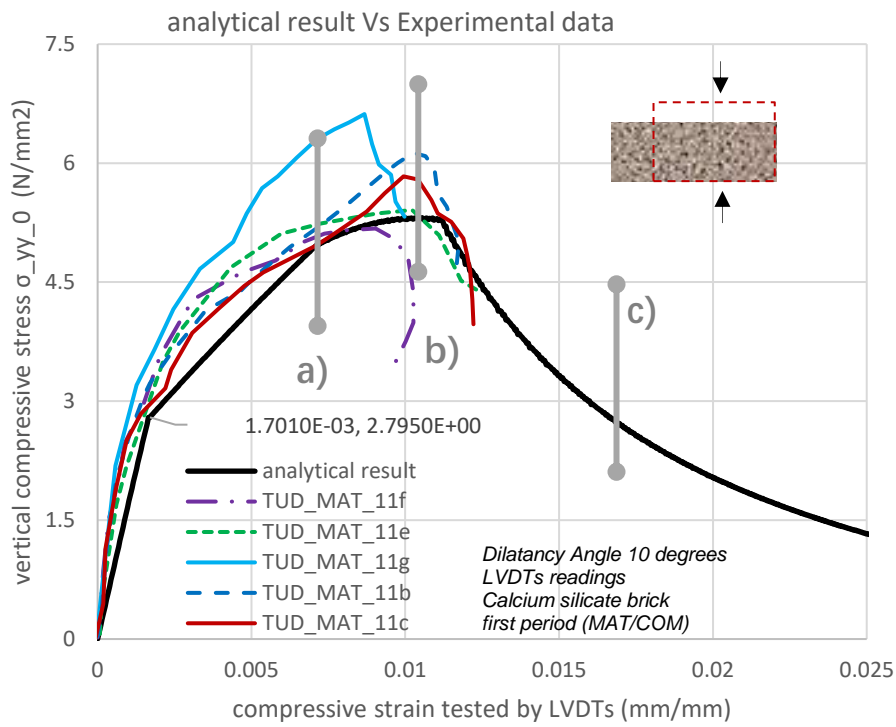 analytical result Vs Experimental data
vertical compressive stress σ_yy_0 (N/mm2)
7.5
6
4.5
3
1.5
0
a)
b)
c)
1.7010E-03, 2.7950E+00
analytical result
TUD_MAT_11f
TUD_MAT_11e
TUD_MAT_11g
TUD_MAT_11b
TUD_MAT_11c
Dilatancy Angle 10 degrees
LVDTs readings
Calcium silicate brick
first period (MAT/COM)
0
0.005
0.01
0.015
0.02
0.025
compressive strain tested by LVDTs (mm/mm)